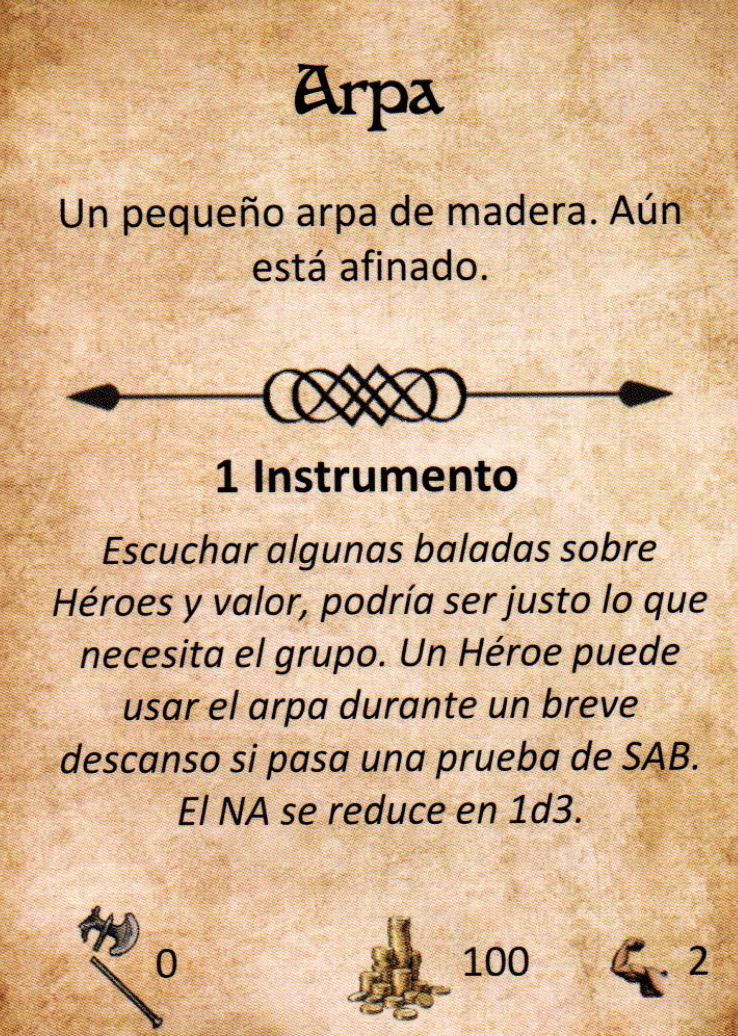 Arpa
Un pequeño arpa de madera. Aún
está afinado.
1 Instrumento
Escuchar algunas baladas sobre
Héroes y valor, podría ser justo lo que
necesita el grupo. Un Héroe puede
usar el arpa durante un breve
descanso si pasa una prueba de SAB.
El NA se reduce en 1d3.
0 100 2